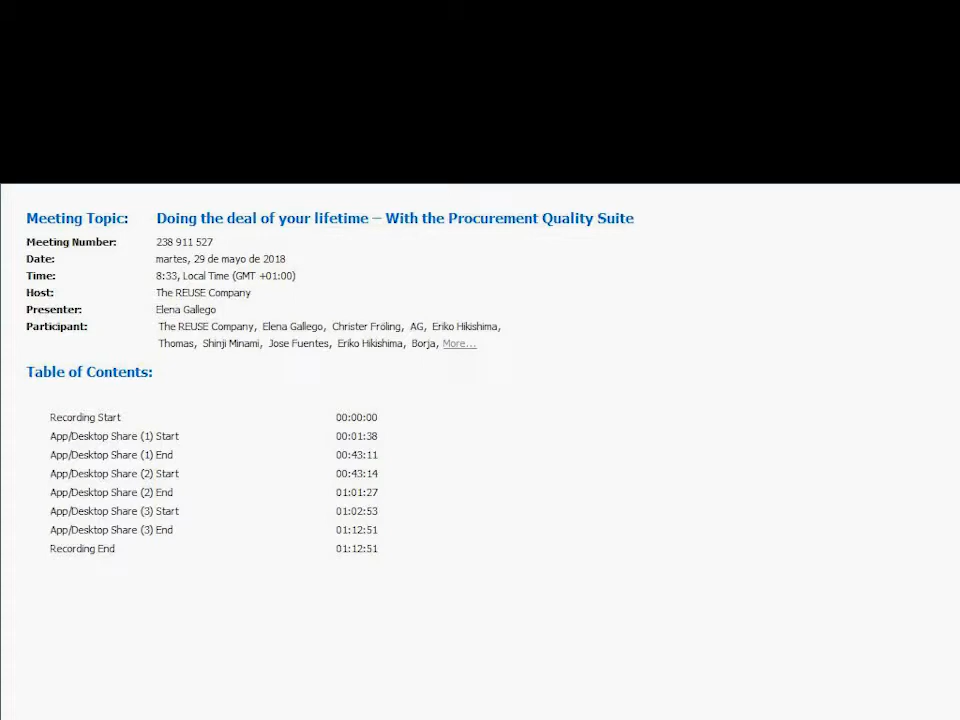 Meeting Topic: Doing the deal of your lifetime – With the Procurement Quality Suite
Meeting Number: 238 911 527
Date: martes, 29 de mayo de 2018
Time: 8:33, Local Time (GMT +01:00)
Host: The REUSE Company
Presenter: Elena Gallego
Participant: The REUSE Company, Elena Gallego, Christer Fröling, AG, Eriko Hikishima,
Thomas, Shinji Minami, Jose Fuentes, Eriko Hikishima, Borja, More...
Table of Contents:
Recording Start 00:00:00
App/Desktop Share (1) Start 00:01:38
App/Desktop Share (1) End 00:43:11
App/Desktop Share (2) Start 00:43:14
App/Desktop Share (2) End 01:01:27
App/Desktop Share (3) Start 01:02:53
App/Desktop Share (3) End 01:12:51
Recording End 01:12:51